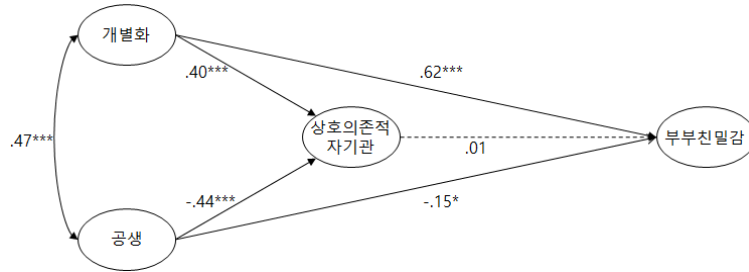 개별화
.40***
.62***
.47***
상호의존적
자기관
.01
부부친밀감
-.44***
-.15*
공생